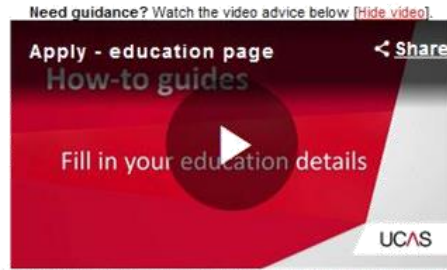 Need guidance? Watch the video advice below [Hide video].
Apply - education page
Share
How-to guides
Fill in your education details
UCAS